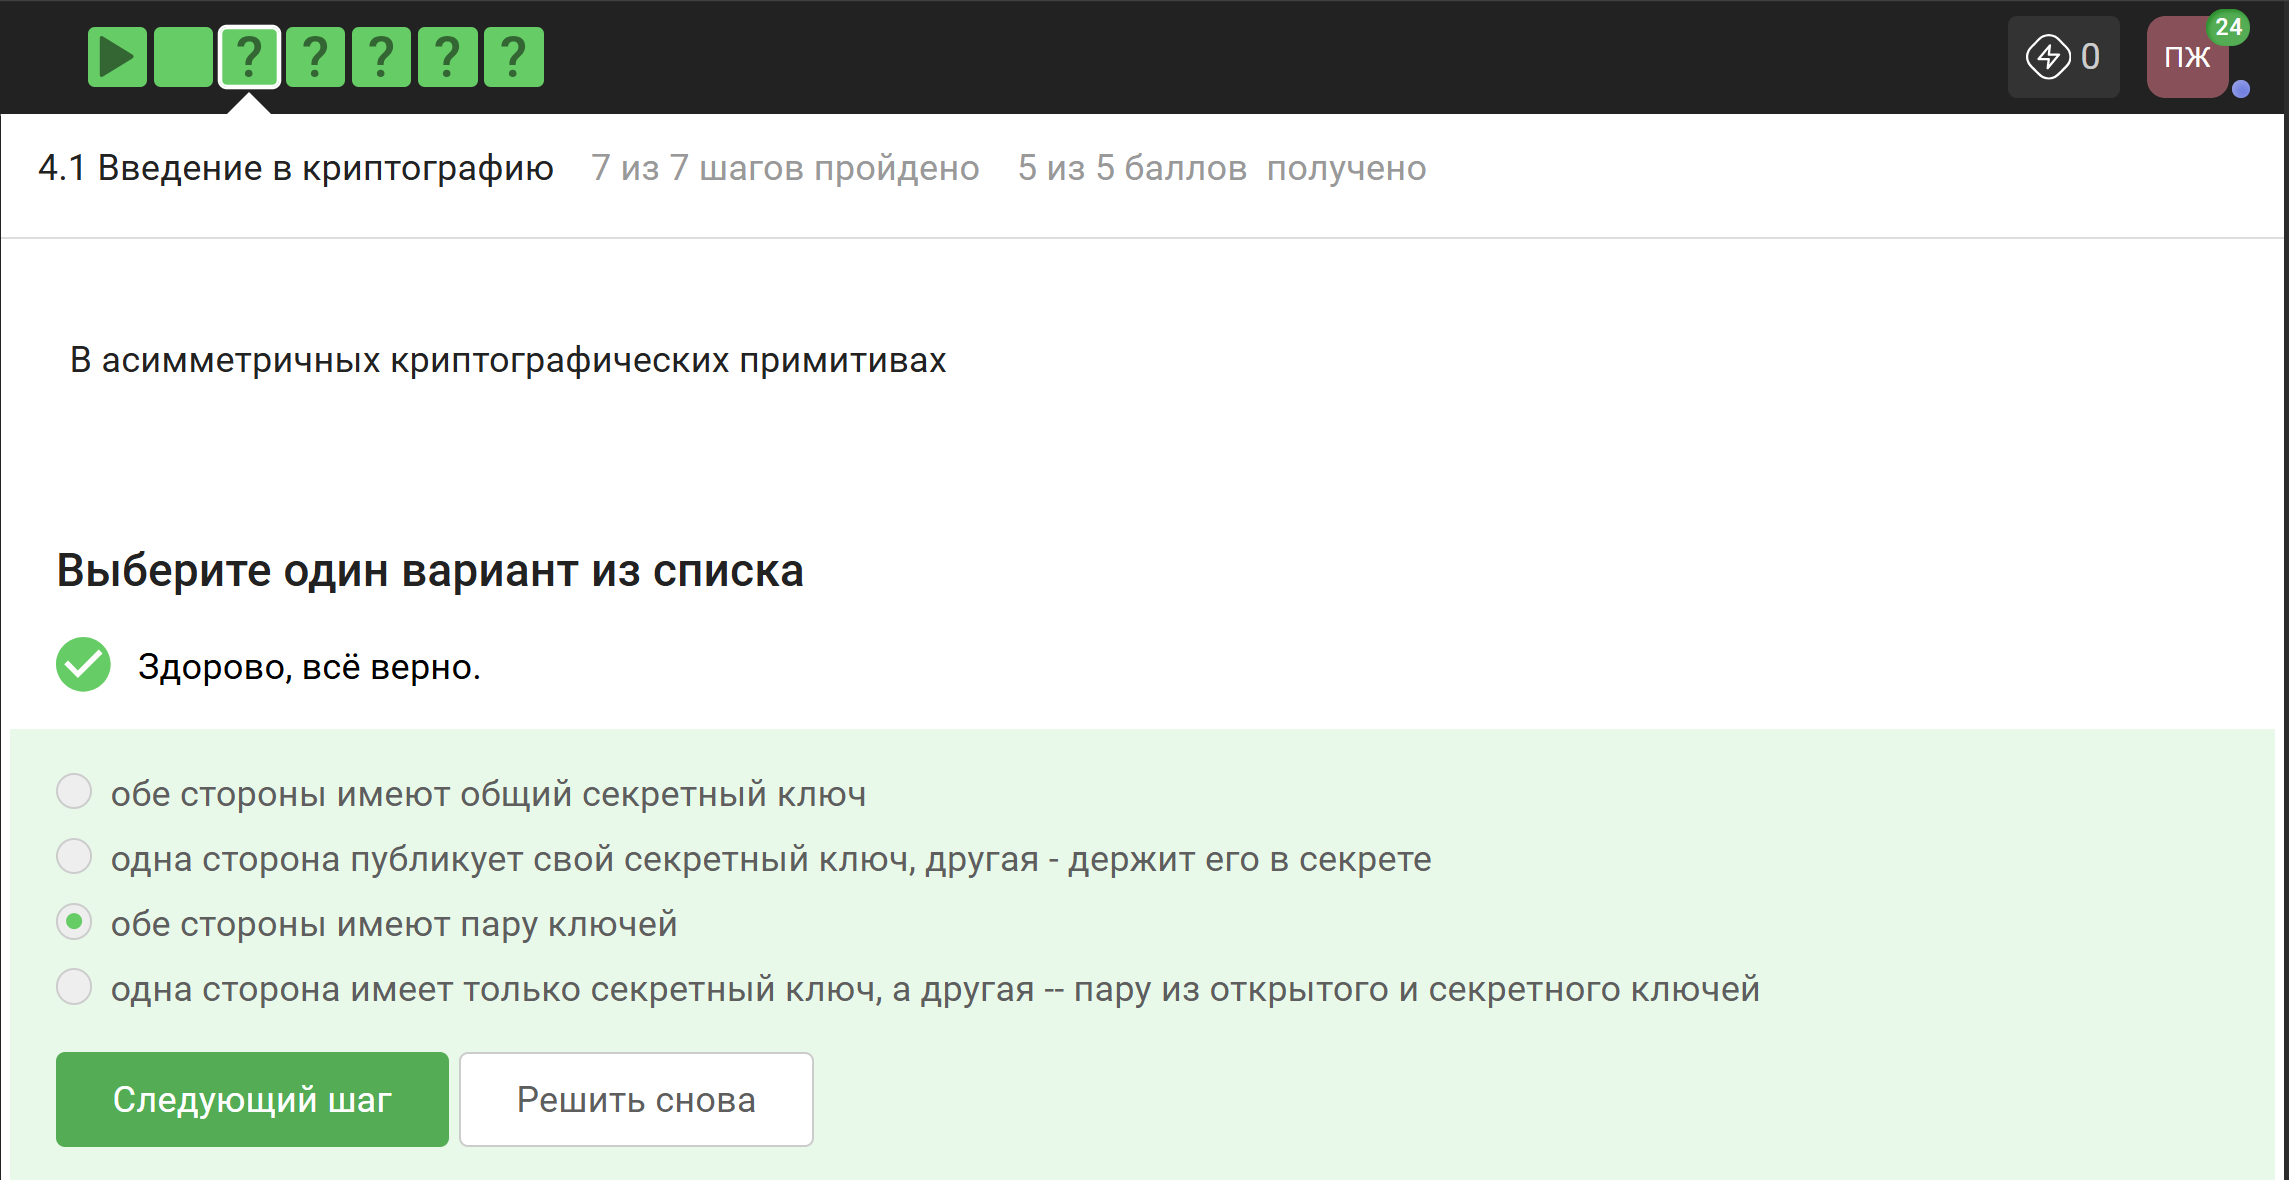 ? ? ? ? ?
0
ПЖ
24
4.1 Введение в криптографию 7 из 7 шагов пройдено 5 из 5 баллов получено
В асимметричных криптографических примитивах
Выберите один вариант из списка
Здорово, всё верно.
обе стороны имеют общий секретный ключ
одна сторона публикует свой секретный ключ, другая - держит его в секрете
обе стороны имеют пару ключей
одна сторона имеет только секретный ключ, а другая -- пару из открытого и секретного ключей
Следующий шаг
Решить снова